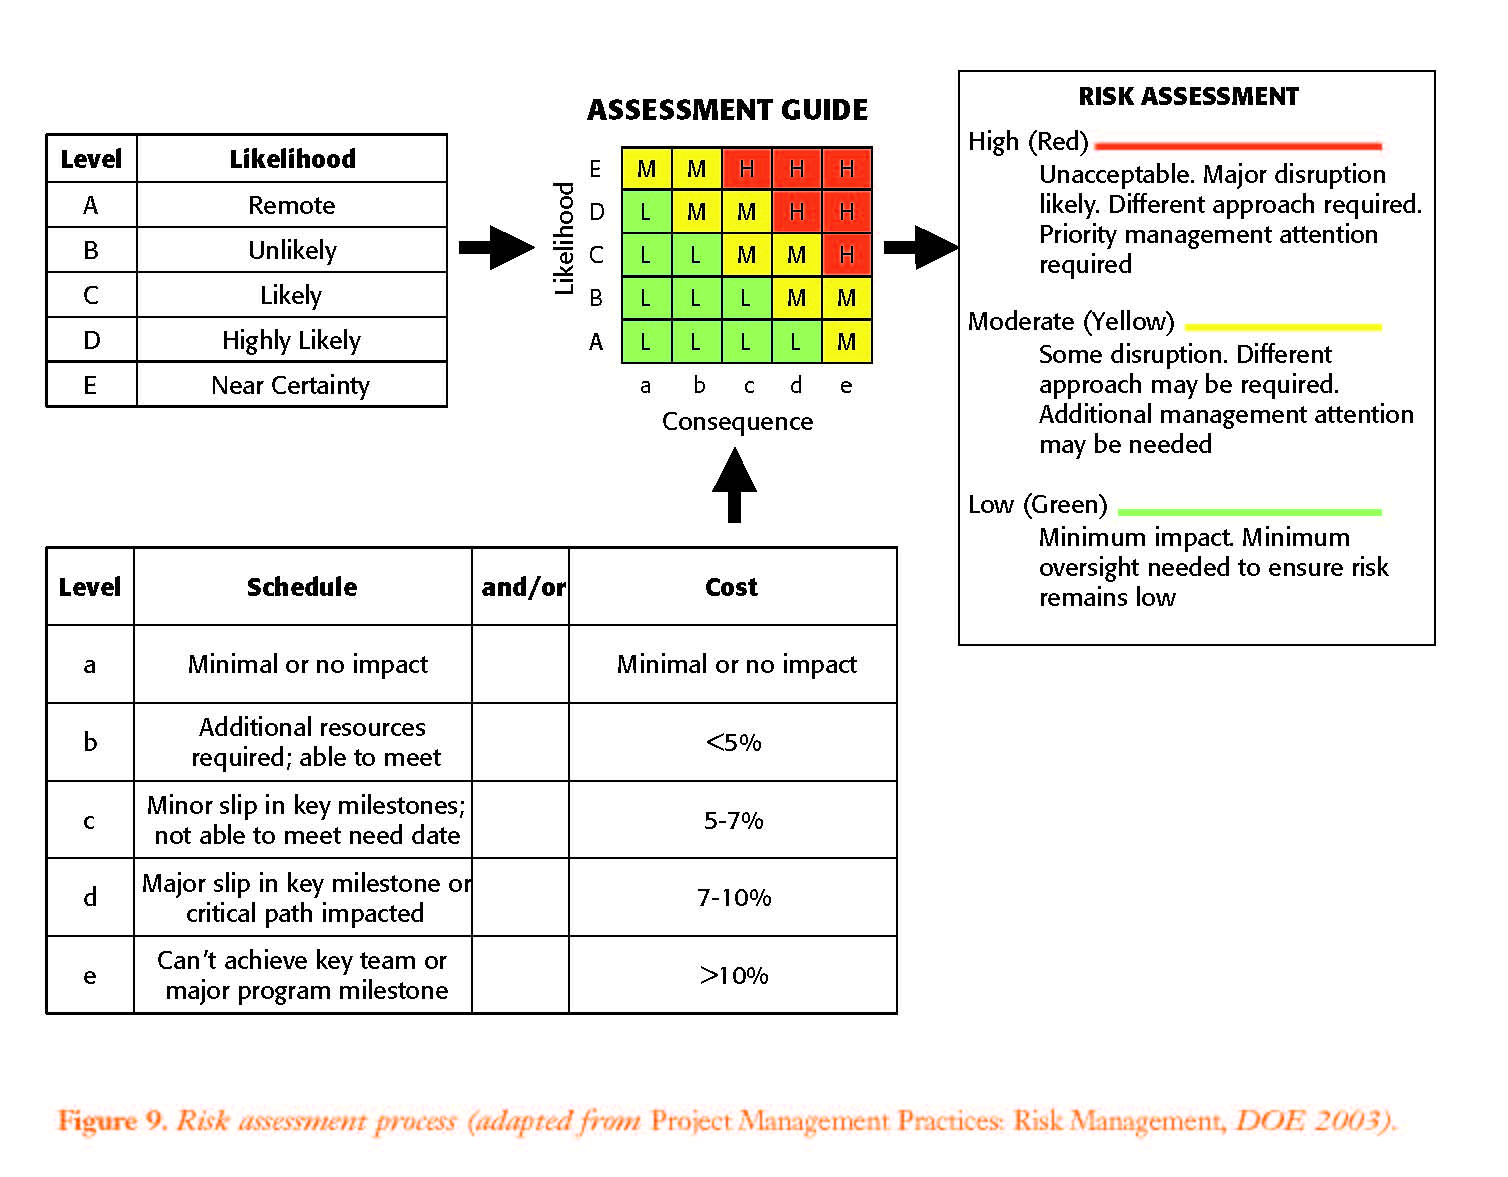 Level Likelihood
A Remote
B Unlikely
C Likely
D Highly Likely
E Near Certainty
ASSESSMENT GUIDE
Likelihood
E M M H H H
D L M M H H
C L L M M H
B L L L M M
A L L L L M
a b c d e
Consequence
RISK ASSESSMENT
High (Red)
Unacceptable. Major disruption
likely. Different approach required.
Priority management attention
required
Moderate (Yellow)
Some disruption. Different
approach may be required.
Additional management attention
may be needed
Low (Green)
Minimum impact. Minimum
oversight needed to ensure risk
remains low
Level Schedule and/or Cost
a Minimal or no impact Minimal or no impact
b Additional resources
required; able to meet <5%
c Minor slip in key milestones;
not able to meet need date 5-7%
d Major slip in key milestone or
critical path impacted 7-10%
e Can't achieve key team or
major program milestone >10%
Figure 9. Risk assessment process (adapted from Project Management Practices: Risk Management, DOE 2003).